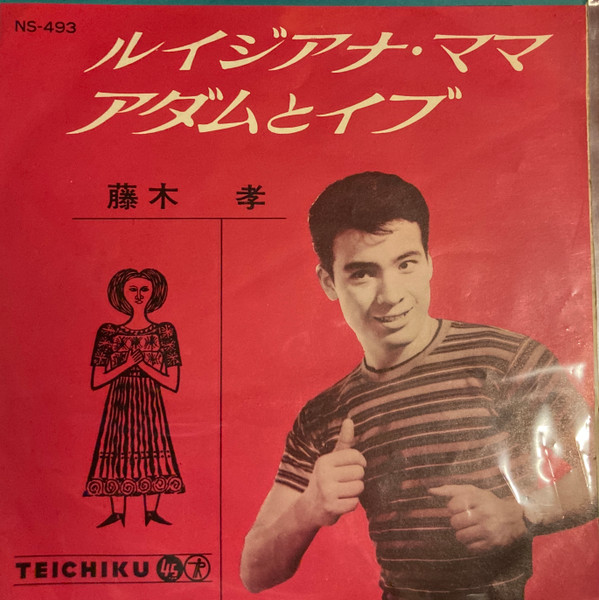 NS-493
ルイジアナ・ママ
アダムとイブ
藤木 孝
TEICHIKU 45